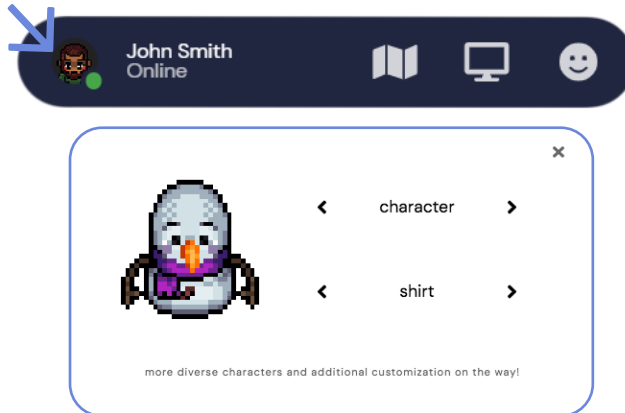 John Smith
Online
character
shirt
more diverse characters and additional customization on the way!